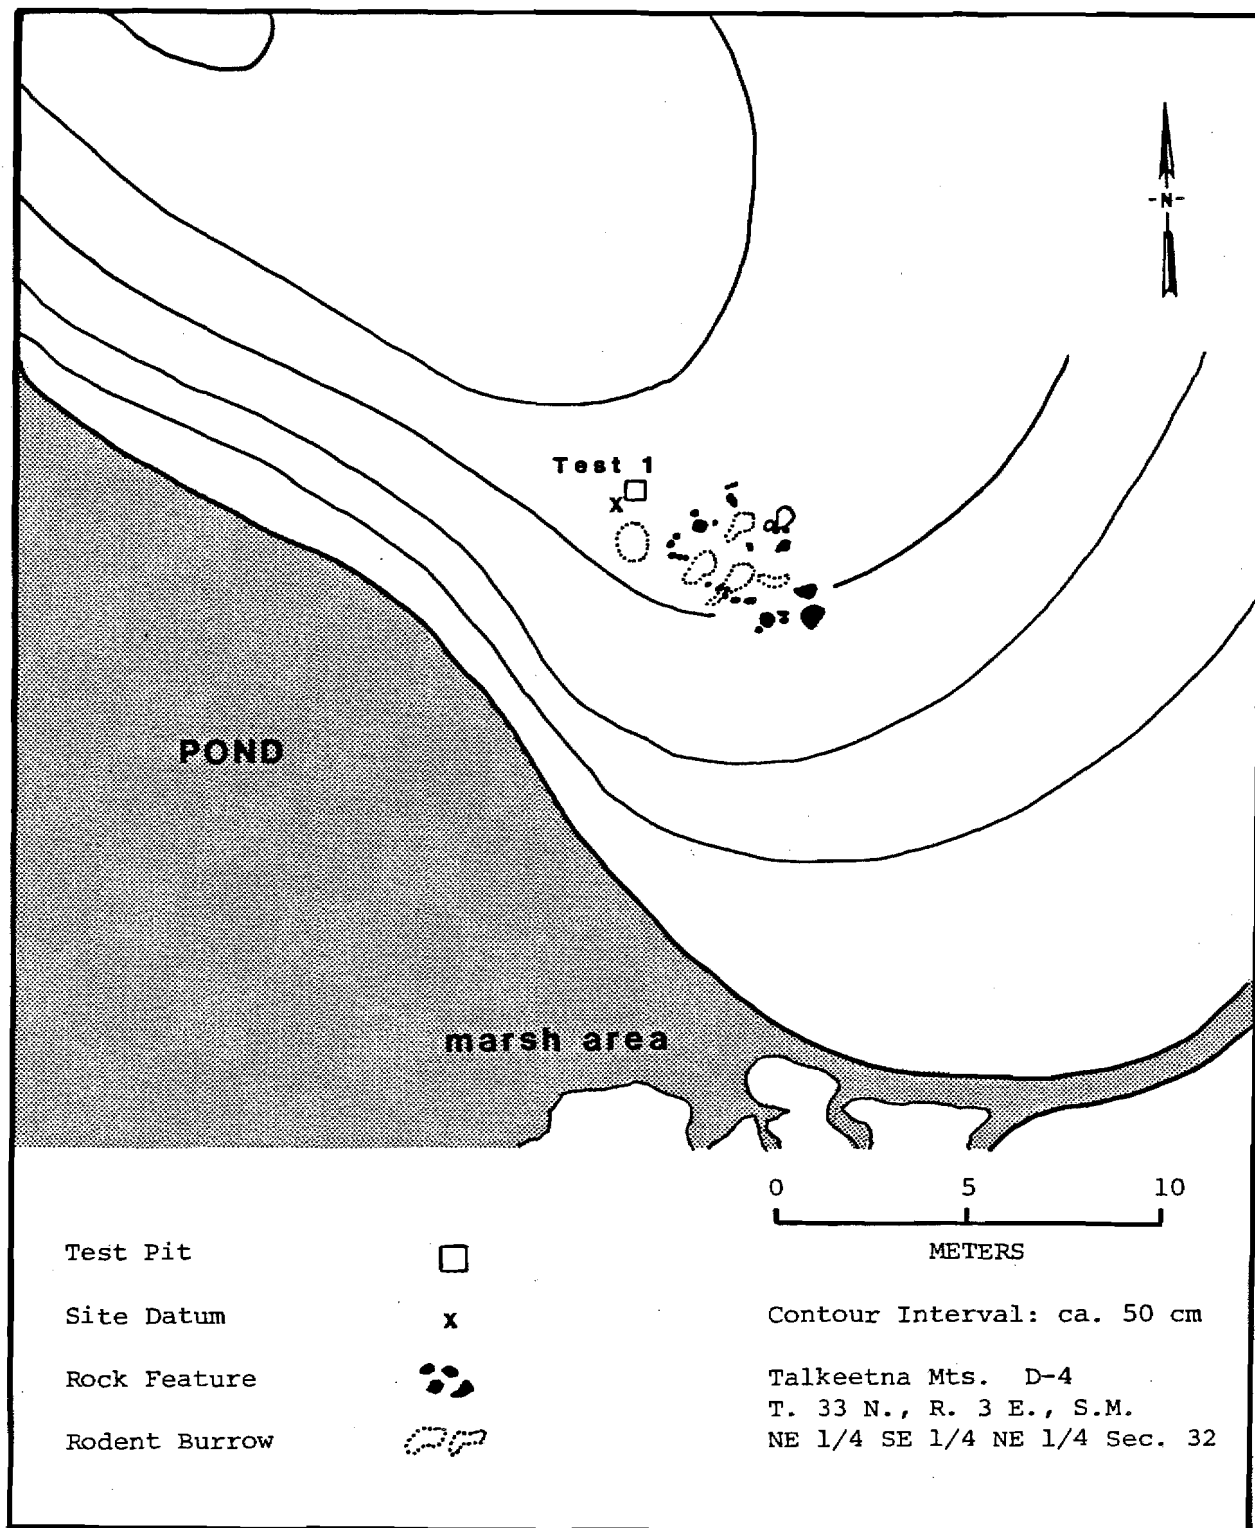 -N-
Test 1
x
POND
marsh area
0 5 10
METERS
Test Pit
Site Datum x
Rock Feature
Rodent Burrow
Contour Interval: ca. 50 cm
Talkeetna Mts. D-4
T. 33 N., R. 3 E., S.M.
NE 1/4 SE 1/4 NE 1/4 Sec. 32